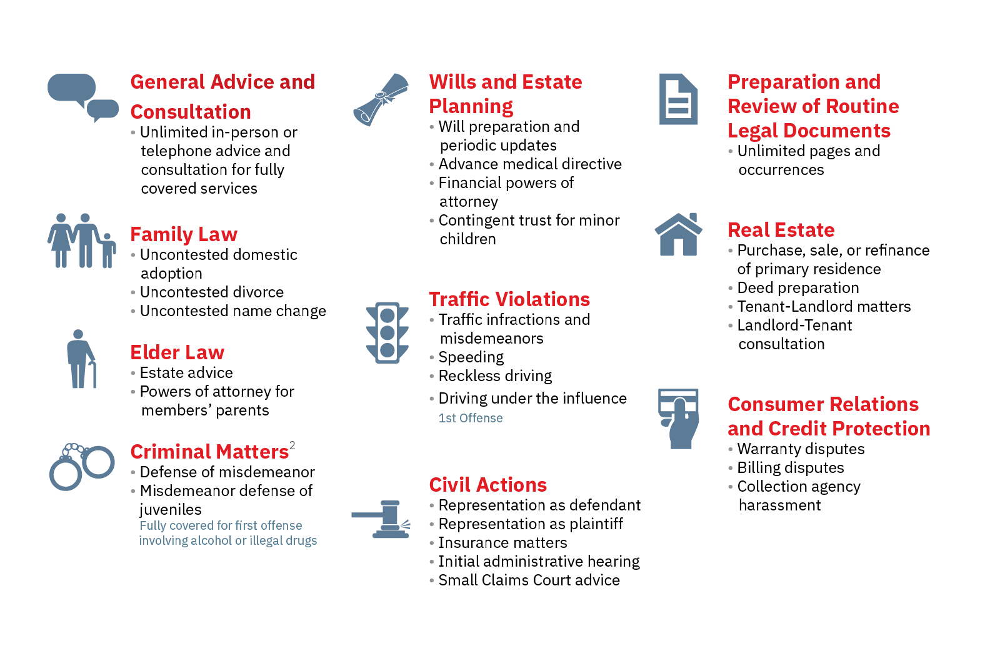 General Advice and
Consultation
• Unlimited in-person or
telephone advice and
consultation for fully
covered services
Family Law
• Uncontested domestic
adoption
• Uncontested divorce
• Uncontested name change
Elder Law
• Estate advice
• Powers of attorney for
members’ parents
Criminal Matters2
• Defense of misdemeanor
• Misdemeanor defense of
juveniles
Fully covered for first offense
involving alcohol or illegal drugs
Wills and Estate
Planning
• Will preparation and
periodic updates
• Advance medical directive
• Financial powers of
attorney
• Contingent trust for minor
children
Traffic Violations
• Traffic infractions and
misdemeanors
• Speeding
• Reckless driving
• Driving under the influence
1st Offense
Civil Actions
• Representation as defendant
• Representation as plaintiff
• Insurance matters
• Initial administrative hearing
• Small Claims Court advice
Preparation and
Review of Routine
Legal Documents
• Unlimited pages and
occurrences
Real Estate
• Purchase, sale, or refinance
of primary residence
• Deed preparation
• Tenant-Landlord matters
• Landlord-Tenant
consultation
Consumer Relations
and Credit Protection
• Warranty disputes
• Billing disputes
• Collection agency
harassment